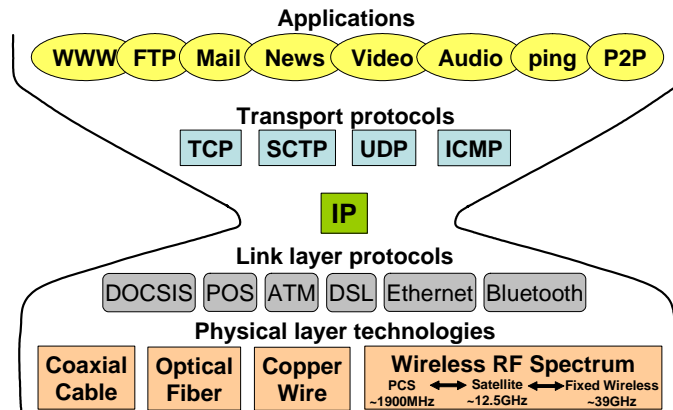 Applications
WWW FTP Mail News Video Audio ping P2P
Transport protocols
TCP SCTP UDP ICMP
IP
Link layer protocols
DOCSIS POS ATM DSL Ethernet Bluetooth
Physical layer technologies
Coaxial Cable
Optical Fiber
Copper Wire
Wireless RF Spectrum
PCS Satellite Fixed Wireless
~1900MHz ~12.5GHz ~39GHz